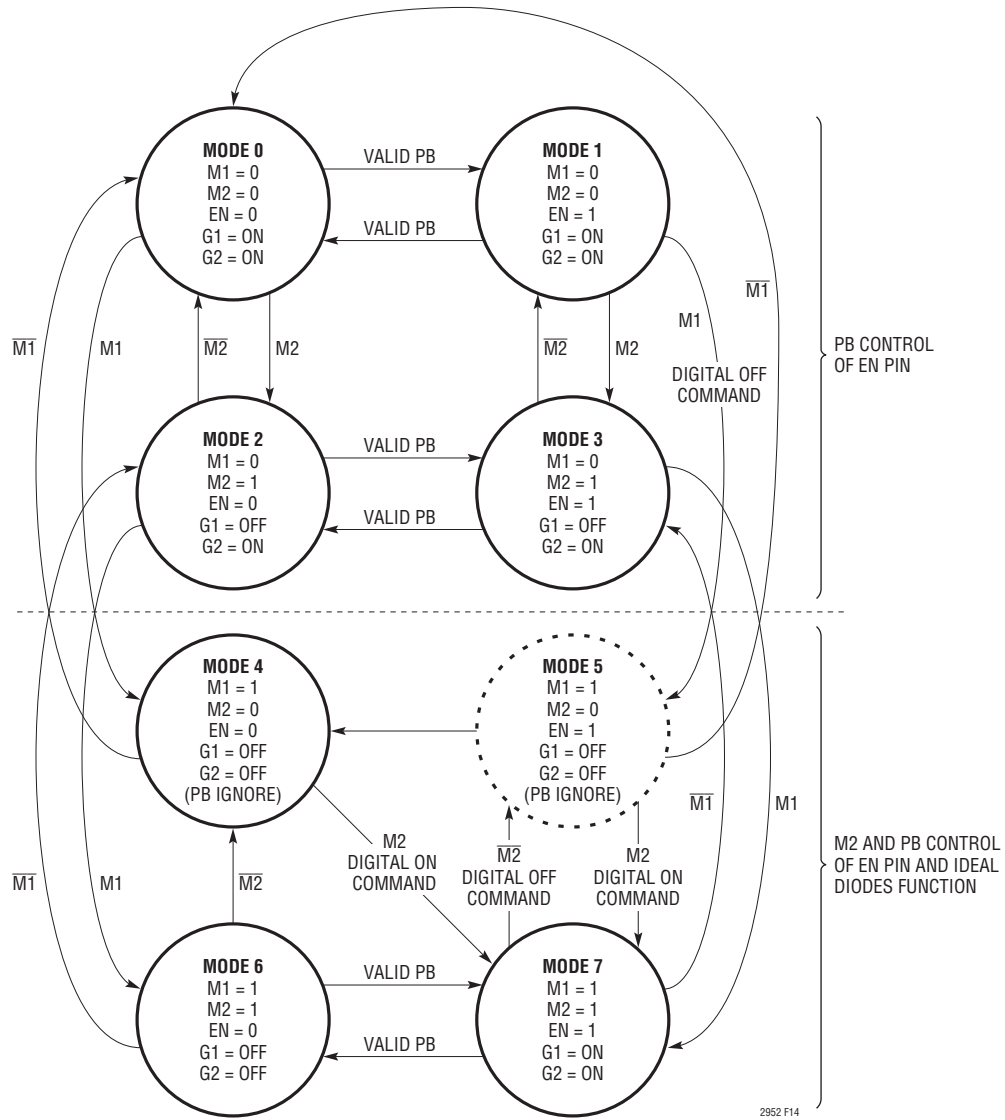 MODE 0
M1 = 0
M2 = 0
EN = 0
G1 = ON
G2 = ON
VALID PB
VALID PB
MODE 1
M1 = 0
M2 = 0
EN = 1
G1 = ON
G2 = ON
M̅1̅
M1
M̅2̅
M2
M̅2̅
M2
M1
DIGITAL OFF
COMMAND
M̅1̅
PB CONTROL
OF EN PIN
MODE 2
M1 = 0
M2 = 1
EN = 0
G1 = OFF
G2 = ON
VALID PB
VALID PB
MODE 3
M1 = 0
M2 = 1
EN = 1
G1 = OFF
G2 = ON
MODE 4
M1 = 1
M2 = 0
EN = 0
G1 = OFF
G2 = OFF
(PB IGNORE)
MODE 5
M1 = 1
M2 = 0
EN = 1
G1 = OFF
G2 = OFF
(PB IGNORE)
M̅1̅
M1
M̅2̅
M2
DIGITAL ON
COMMAND
M̅2̅
DIGITAL OFF
COMMAND
M2
DIGITAL ON
COMMAND
M̅1̅
M1
M2 AND PB CONTROL
OF EN PIN AND IDEAL
DIODES FUNCTION
MODE 6
M1 = 1
M2 = 1
EN = 0
G1 = OFF
G2 = OFF
VALID PB
VALID PB
MODE 7
M1 = 1
M2 = 1
EN = 1
G1 = ON
G2 = ON
2952 F14